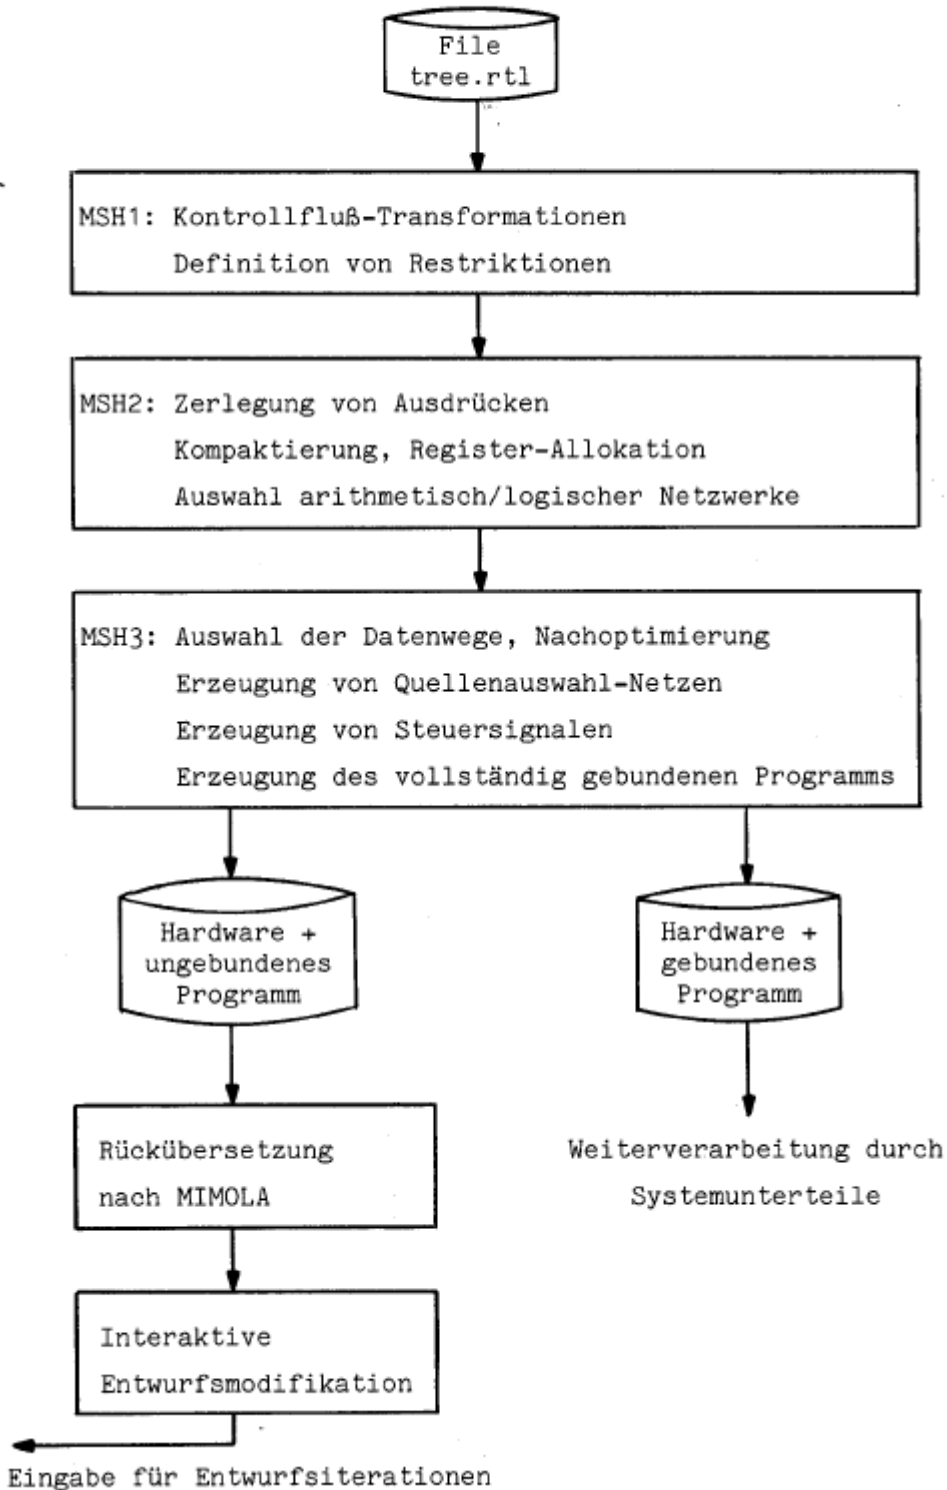 File
tree.rtl
MSH1: Kontrollfluß-Transformationen
Definition von Restriktionen
MSH2: Zerlegung von Ausdrücken
Kompaktierung, Register-Allokation
Auswahl arithmetisch/logischer Netzwerke
MSH3: Auswahl der Datenwege, Nachoptimierung
Erzeugung von Quellenauswahl-Netzen
Erzeugung von Steuersignalen
Erzeugung des vollständig gebundenen Programms
Hardware +
ungebundenes
Programm
Hardware +
gebundenes
Programm
Rückübersetzung
nach MIMOLA
Weiterverarbeitung durch
Systemunterteile
Interaktive
Entwurfsmodifikation
Eingabe für Entwurfsiterationen